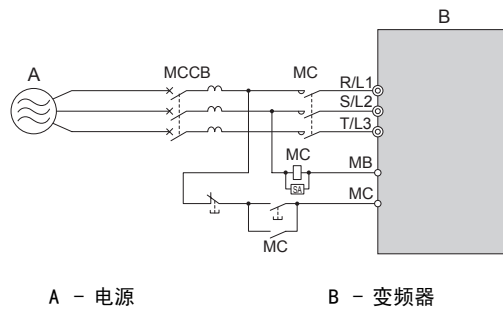 B
A
MCCB
MC
R/L1
S/L2
T/L3
MC
MB
SA
MC
MC
A - 电源
B - 变频器